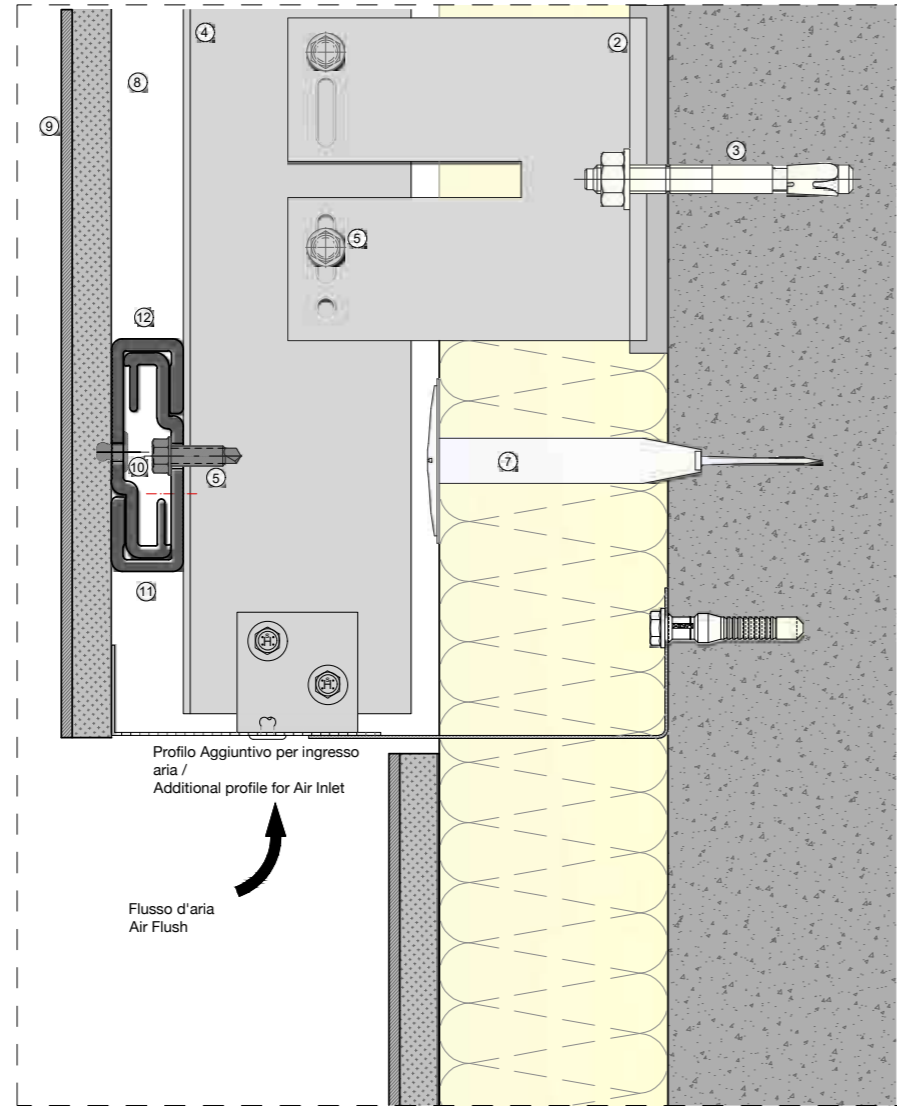 4
2
8
9
3
5
12
10
5
7
11
Profilo Aggiuntivo per ingresso
aria /
Additional profile for Air Inlet
Flusso d'aria
Air Flush